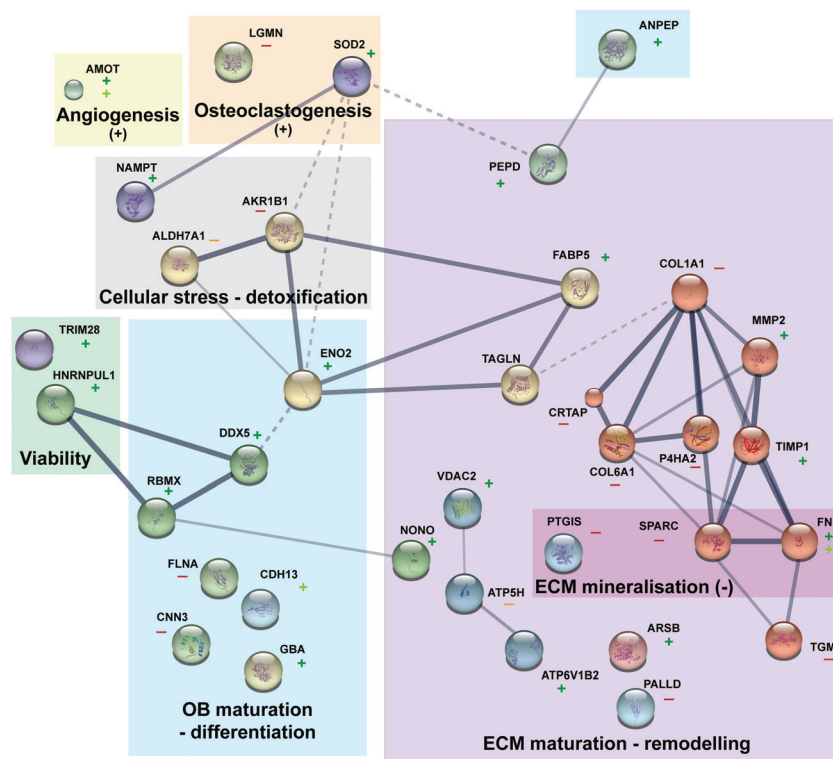 LGMN
–
SOD2
+
ANPEP
+
AMOT
+
+
Angiogenesis
(+)
Osteoclastogenesis
(+)
NAMPT
+
PEPD
+
AKR1B1
–
ALDH7A1
–
Cellular stress - detoxification
FABP5
+
COL1A1
–
MMP2
+
TRIM28
+
HNRNPUL1
+
Viability
ENO2
+
TAGLN
CRTAP
–
COL6A1
–
P4HA2
–
TIMP1
+
DDX5
+
RBMX
+
NONO
+
VDAC2
+
PTGIS
–
SPARC
–
FN
+
+
ECM mineralisation (-)
FLNA
–
CDH13
+
CNN3
–
GBA
+
ATP5H
–
ATP6V1B2
+
ARSB
+
PALLD
–
TGM
–
OB maturation
- differentiation
ECM maturation - remodelling